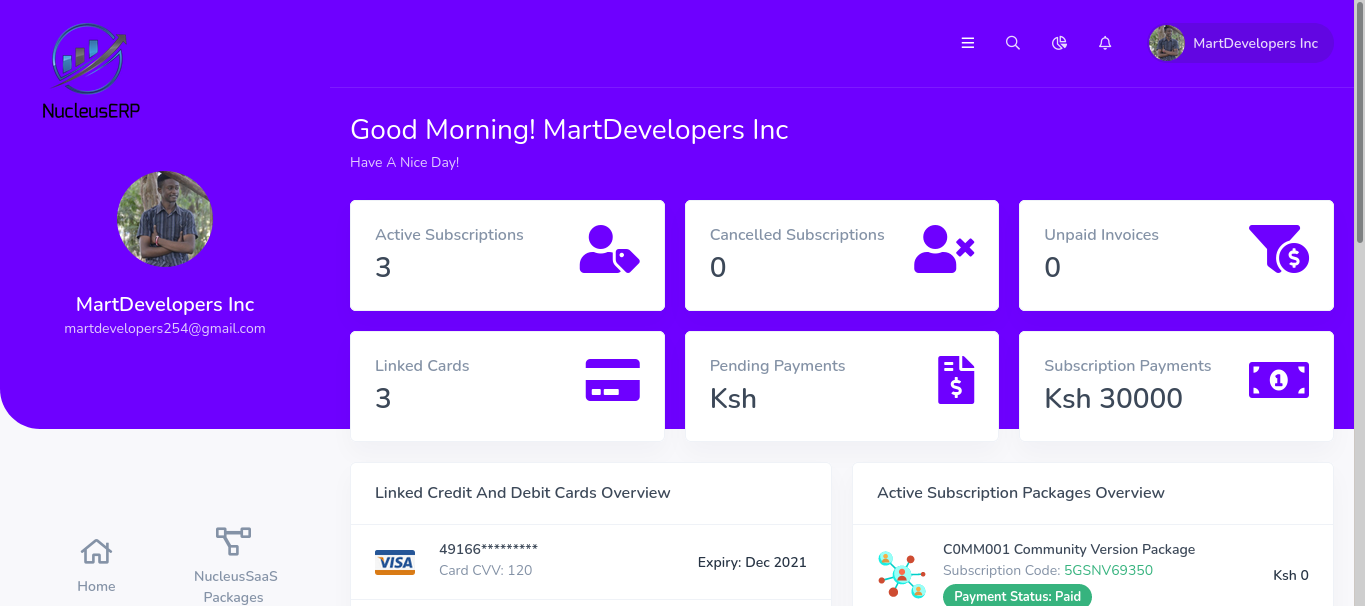 NucleusERP
MartDevelopers Inc
Good Morning! MartDevelopers Inc
Have A Nice Day!
MartDevelopers Inc
martdevelopers254@gmail.com
Active Subscriptions
3
Cancelled Subscriptions
0
Unpaid Invoices
0
Linked Cards
3
Pending Payments
Ksh
Subscription Payments
Ksh 30000
1
Home
NucleusSaaS
Packages
Linked Credit And Debit Cards Overview
VISA
49166*********
Card CVV: 120
Expiry: Dec 2021
Active Subscription Packages Overview
C0MM001 Community Version Package
Subscription Code: 5GSNV69350
Payment Status: Paid
Ksh 0